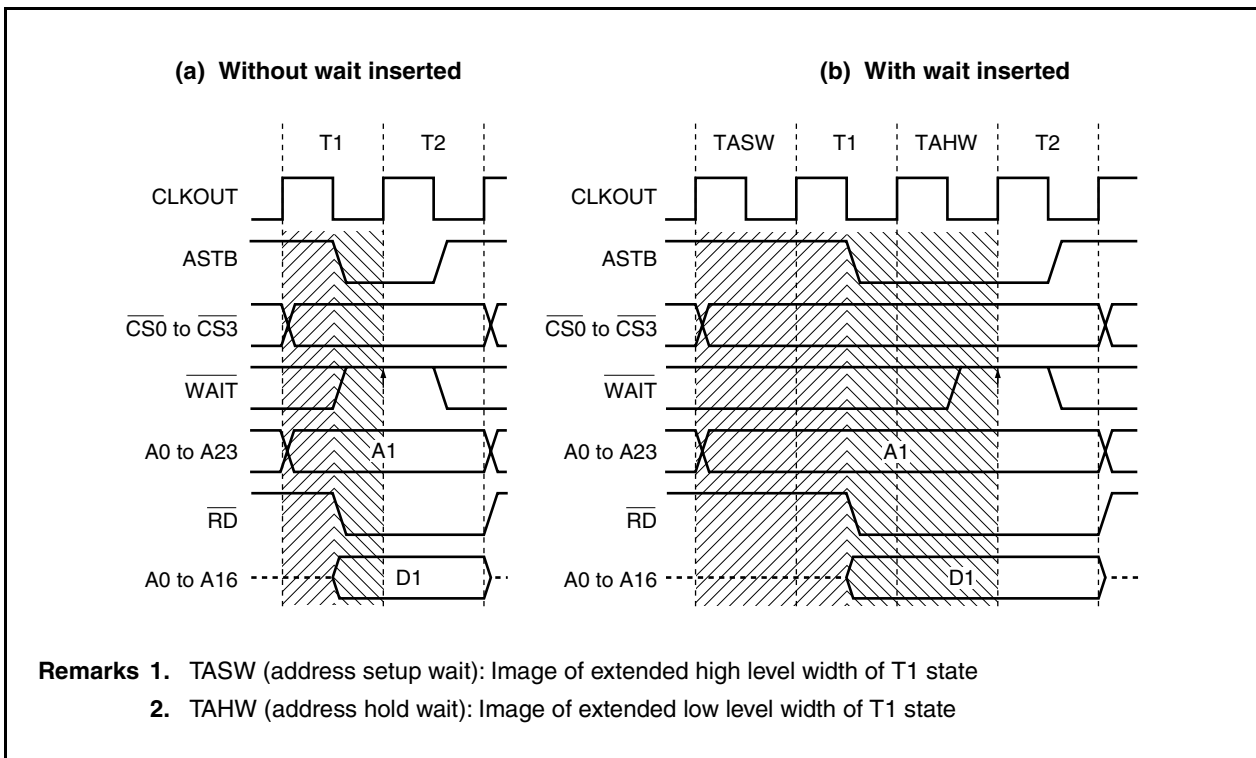 (a) Without wait inserted
T1 T2
CLKOUT
ASTB
CS0 to CS3
WAIT
A0 to A23 A1
RD
A0 to A16 D1
(b) With wait inserted
TASW T1 TAHW T2
CLKOUT
ASTB
CS0 to CS3
WAIT
A0 to A23 A1
RD
A0 to A16 D1
Remarks 1. TASW (address setup wait): Image of extended high level width of T1 state
2. TAHW (address hold wait): Image of extended low level width of T1 state